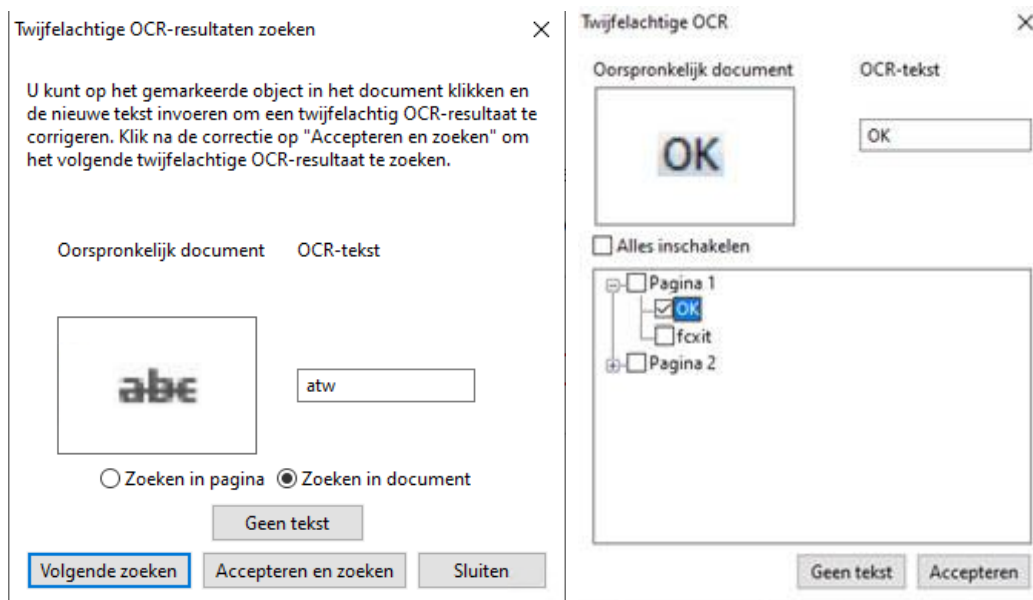 Twijfelachtige OCR-resultaten zoeken
U kunt op het gemarkeerde object in het document klikken en
de nieuwe tekst invoeren om een twijfelachtig OCR-resultaat te
corrigeren. Klik na de correctie op "Accepteren en zoeken" om
het volgende twijfelachtige OCR-resultaat te zoeken.
Oorspronkelijk document OCR-tekst
abc
atw
Zoeken in pagina Zoeken in document
Geen tekst
Volgende zoeken Accepteren en zoeken Sluiten
Twijfelachtige OCR
Oorspronkelijk document OCR-tekst
OK
OK
Alles inschakelen
Pagina 1
OK
fcxit
Pagina 2
Geen tekst Accepteren